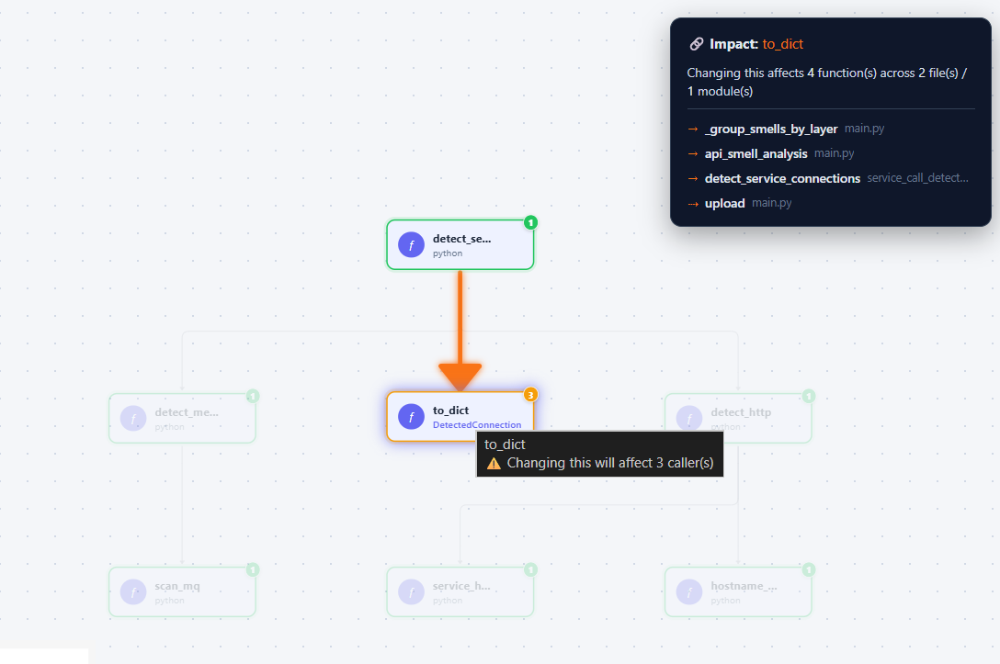 Impact: to_dict
Changing this affects 4 function(s) across 2 file(s) /
1 module(s)
→ _group_smells_by_layer main.py
→ api_smell_analysis main.py
→ detect_service_connections service_call_detect...
→ upload main.py
detect_se...
python
1
detect_me...
python
1
to_dict
DetectedConnection
3
detect_http
python
1
to_dict
⚠ Changing this will affect 3 caller(s)
scan_mq
python
1
service_h...
python
1
hostname_...
python
1